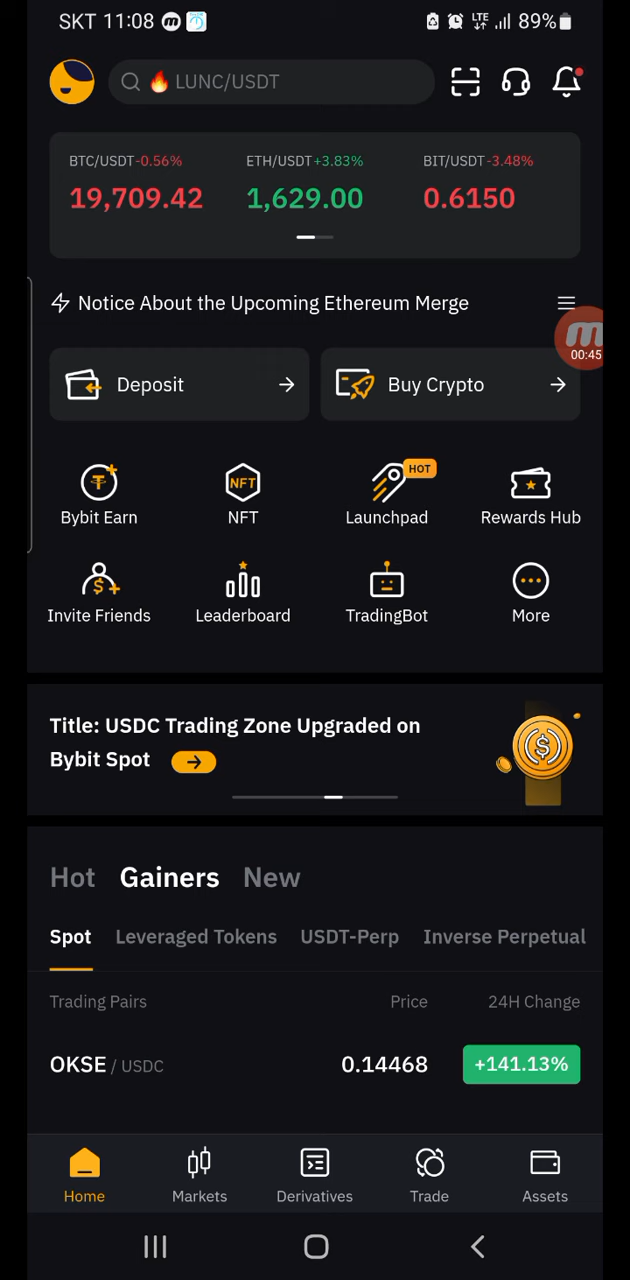 SKT 11:08 LTE 89%
LUNC/USDT
BTC/USDT -0.56% ETH/USDT +3.83% BIT/USDT -3.48%
19,709.42 1,629.00 0.6150
Notice About the Upcoming Ethereum Merge
00:45
Deposit Buy Crypto
HOT
NFT
Bybit Earn NFT Launchpad Rewards Hub
Invite Friends Leaderboard TradingBot More
Title: USDC Trading Zone Upgraded on
Bybit Spot
Hot Gainers New
Spot Leveraged Tokens USDT-Perp Inverse Perpetual
Trading Pairs Price 24H Change
OKSE / USDC 0.14468 +141.13%
Home Markets Derivatives Trade Assets